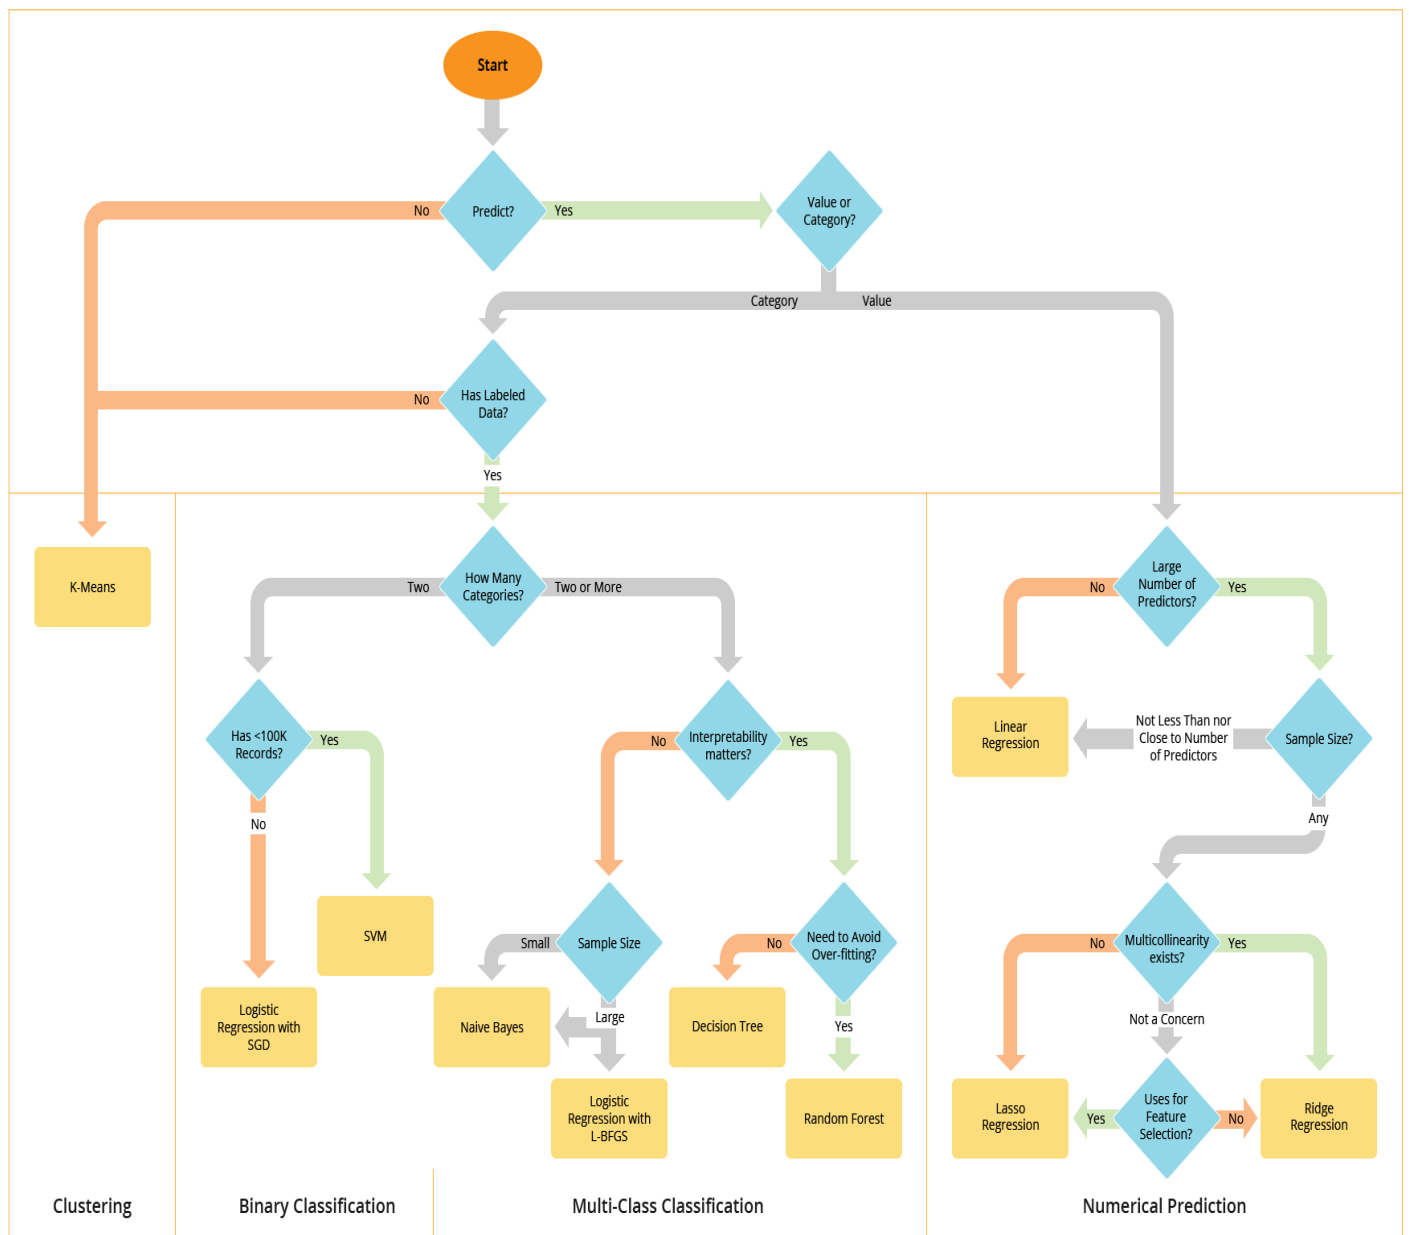 Start
Predict?
No
Yes
Value or
Category?
Category
Value
Has Labeled
Data?
No
Yes
K-Means
How Many
Categories?
Two
Two or More
Large
Number of
Predictors?
No
Yes
Has <100K
Records?
Yes
No
Interpretability
matters?
No
Yes
Linear
Regression
Not Less Than nor
Close to Number
of Predictors
Sample Size?
Any
SVM
Logistic
Regression with
SGD
Small
Sample Size
Large
Naive Bayes
Logistic
Regression with
L-BFGS
No
Need to Avoid
Over-fitting?
Yes
Decision Tree
Random Forest
No
Multicollinearity
exists?
Yes
Not a Concern
Lasso
Regression
Yes
Uses for
Feature
Selection?
No
Ridge
Regression
Clustering
Binary Classification
Multi-Class Classification
Numerical Prediction